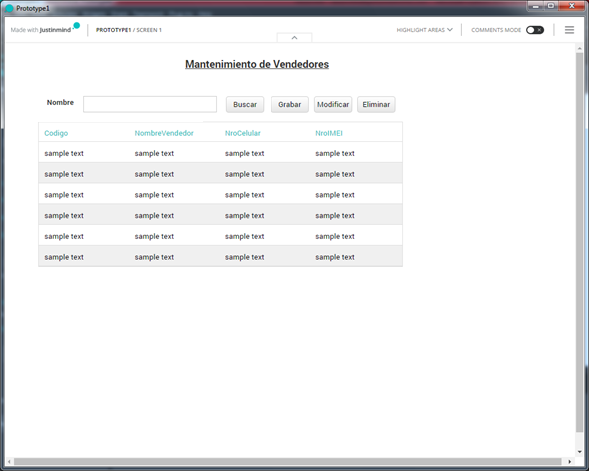 Prototype1
Made with Justinmind
PROTOTYPE1 / SCREEN 1
HIGHLIGHT AREAS
COMMENTS MODE
Mantenimiento de Vendedores
Nombre Buscar Grabar Modificar Eliminar
Codigo NombreVendedor NroCelular NroIMEI
sample text sample text sample text sample text
sample text sample text sample text sample text
sample text sample text sample text sample text
sample text sample text sample text sample text
sample text sample text sample text sample text
sample text sample text sample text sample text